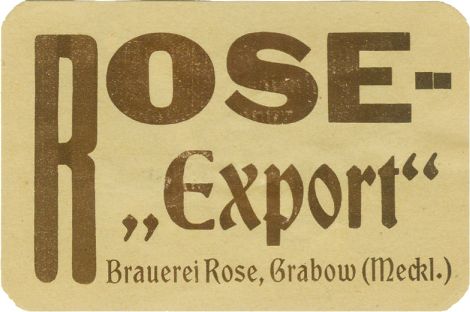 ROSE-
„Export“
Brauerei Rose, Grabow (Meckl.)